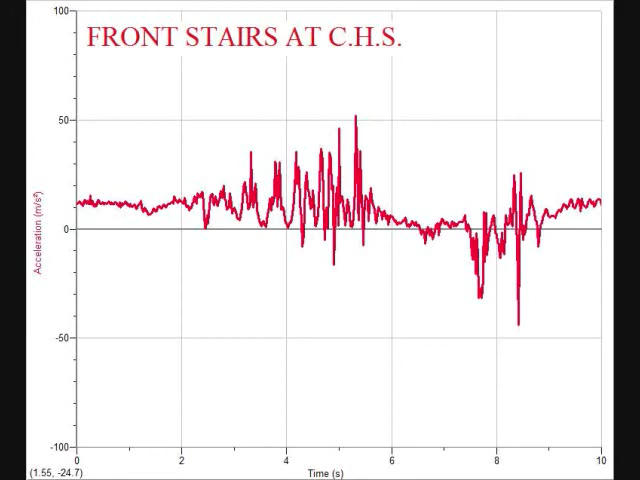 100
FRONT STAIRS AT C.H.S.
50
Acceleration (m/s²)
0
-50
-100
0 2 4 6 8 10
(1.55, -24.7)
Time (s)